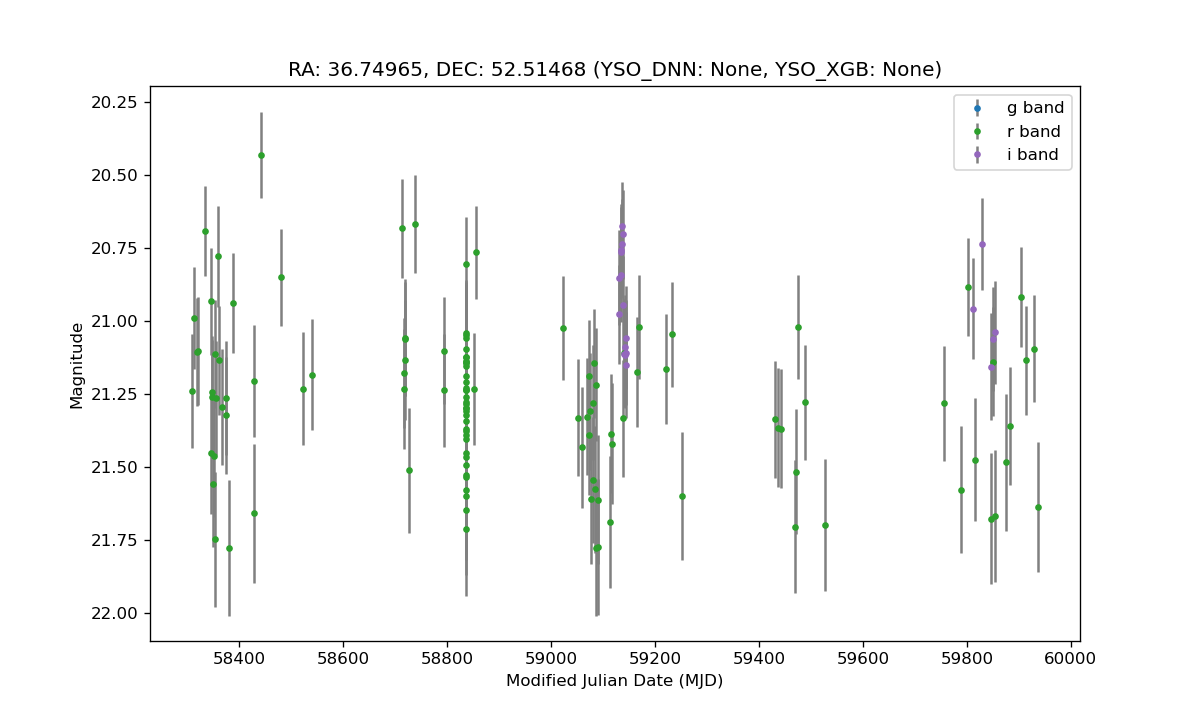 RA: 36.74965, DEC: 52.51468 (YSO_DNN: None, YSO_XGB: None)
g band
r band
i band
Magnitude
20.25
20.50
20.75
21.00
21.25
21.50
21.75
22.00
58400 58600 58800 59000 59200 59400 59600 59800 60000
Modified Julian Date (MJD)